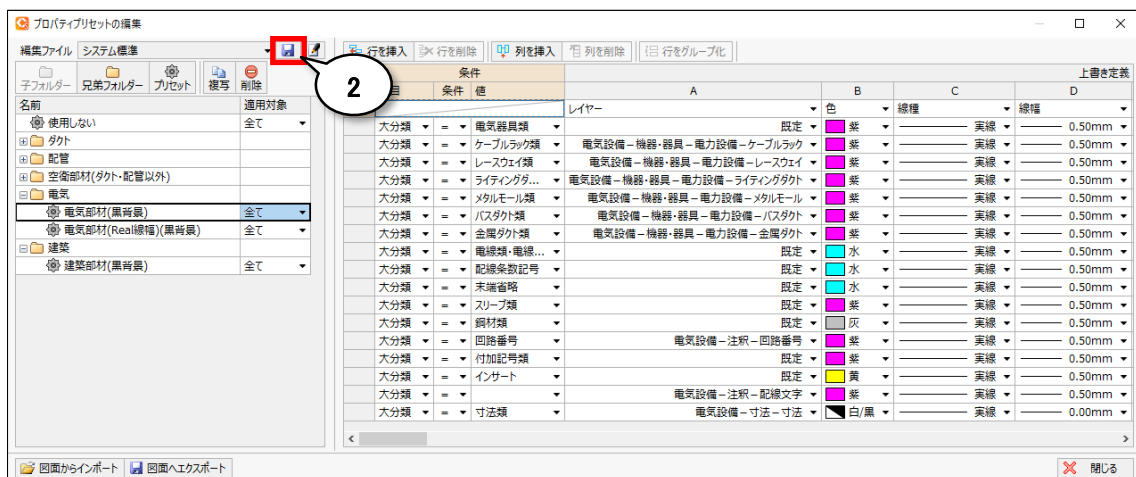 プロパティプリセットの編集
編集ファイル システム標準
行を挿入 行を削除 列を挿入 列を削除 行をグループ化
子フォルダー 兄弟フォルダー プリセット 複写 削除
2
名前 適用対象
使用しない 全て
ダクト
配管
空衛部材(ダクト・配管以外)
電気
電気部材(黒背景) 全て
電気部材(Real線幅)(黒背景) 全て
建築
建築部材(黒背景) 全て
条件 上書き定義
目 条件 値 A B C D
レイヤー 色 線種 線幅
大分類 = 電気器具類 既定 紫 実線 0.50mm
大分類 = ケーブルラック類 電気設備－機器・器具－電力設備－ケーブルラック 紫 実線 0.50mm
大分類 = レースウェイ類 電気設備－機器・器具－電力設備－レースウェイ 紫 実線 0.50mm
大分類 = ライティングダ... 電気設備－機器・器具－電力設備－ライティングダクト 紫 実線 0.50mm
大分類 = メタルモール類 電気設備－機器・器具－電力設備－メタルモール 紫 実線 0.50mm
大分類 = バスダクト類 電気設備－機器・器具－電力設備－バスダクト 紫 実線 0.50mm
大分類 = 金属ダクト類 電気設備－機器・器具－電力設備－金属ダクト 紫 実線 0.50mm
大分類 = 電線類・電線... 既定 水 実線 0.50mm
大分類 = 配線条数記号 既定 水 実線 0.50mm
大分類 = 末端省略 既定 水 実線 0.50mm
大分類 = スリーブ類 既定 紫 実線 0.50mm
大分類 = 鋼材類 既定 灰 実線 0.50mm
大分類 = 回路番号 電気設備－注釈－回路番号 紫 実線 0.50mm
大分類 = 付加記号類 既定 紫 実線 0.50mm
大分類 = インサート 既定 黄 実線 0.50mm
大分類 = 電気設備－注釈－配線文字 紫 実線 0.50mm
大分類 = 寸法類 電気設備－寸法－寸法 白/黒 実線 0.00mm
図面からインポート 図面へエクスポート 閉じる